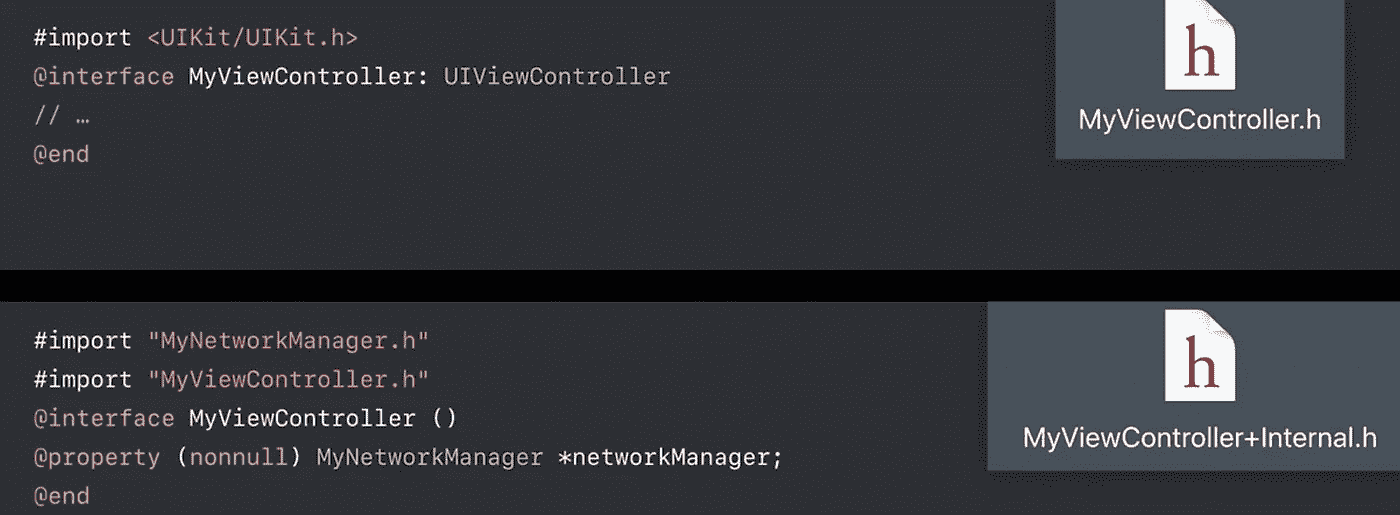 #import <UIKit/UIKit.h>
@interface MyViewController: UIViewController
// …
@end
h
MyViewController.h
#import "MyNetworkManager.h"
#import "MyViewController.h"
@interface MyViewController ()
@property (nonnull) MyNetworkManager *networkManager;
@end
h
MyViewController+Internal.h